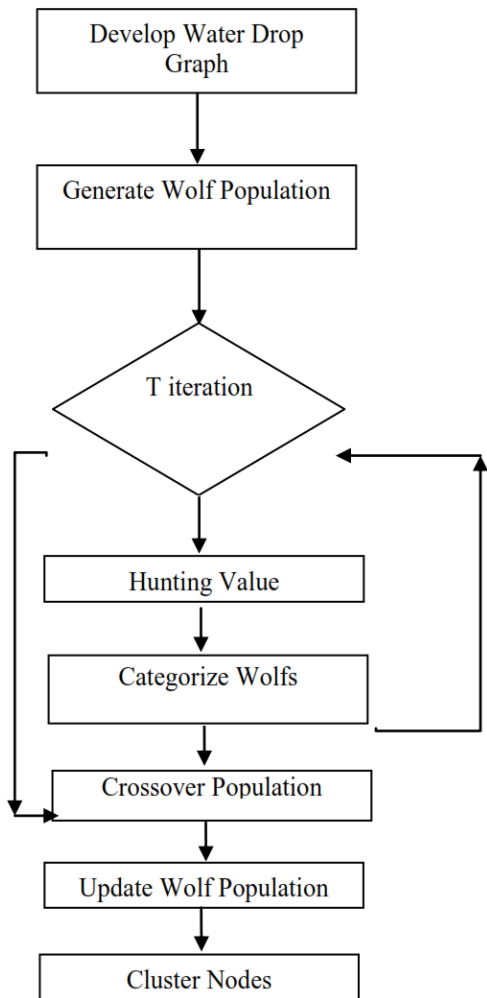 Develop Water Drop
Graph
Generate Wolf Population
T iteration
Hunting Value
Categorize Wolfs
Crossover Population
Update Wolf Population
Cluster Nodes